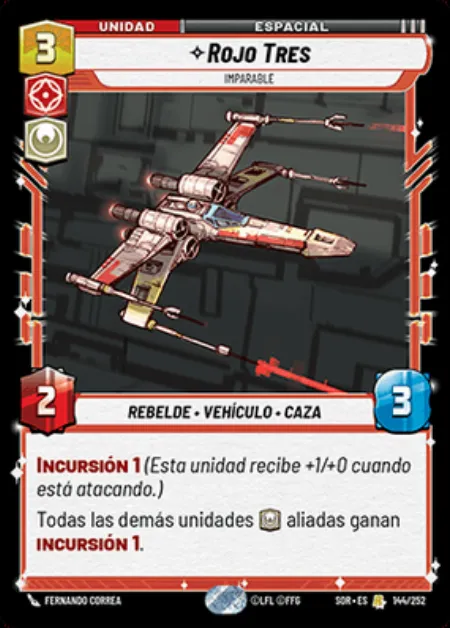 UNIDAD ESPACIAL
3 ROJO TRES
IMPARABLE
2 REBELDE • VEHÍCULO • CAZA 3
INCURSIÓN 1 (Esta unidad recibe +1/+0 cuando
está atacando.)
Todas las demás unidades aliadas ganan
INCURSIÓN 1.
FERNANDO CORREA ©LFL ©FFG SOR • ES R 144/252